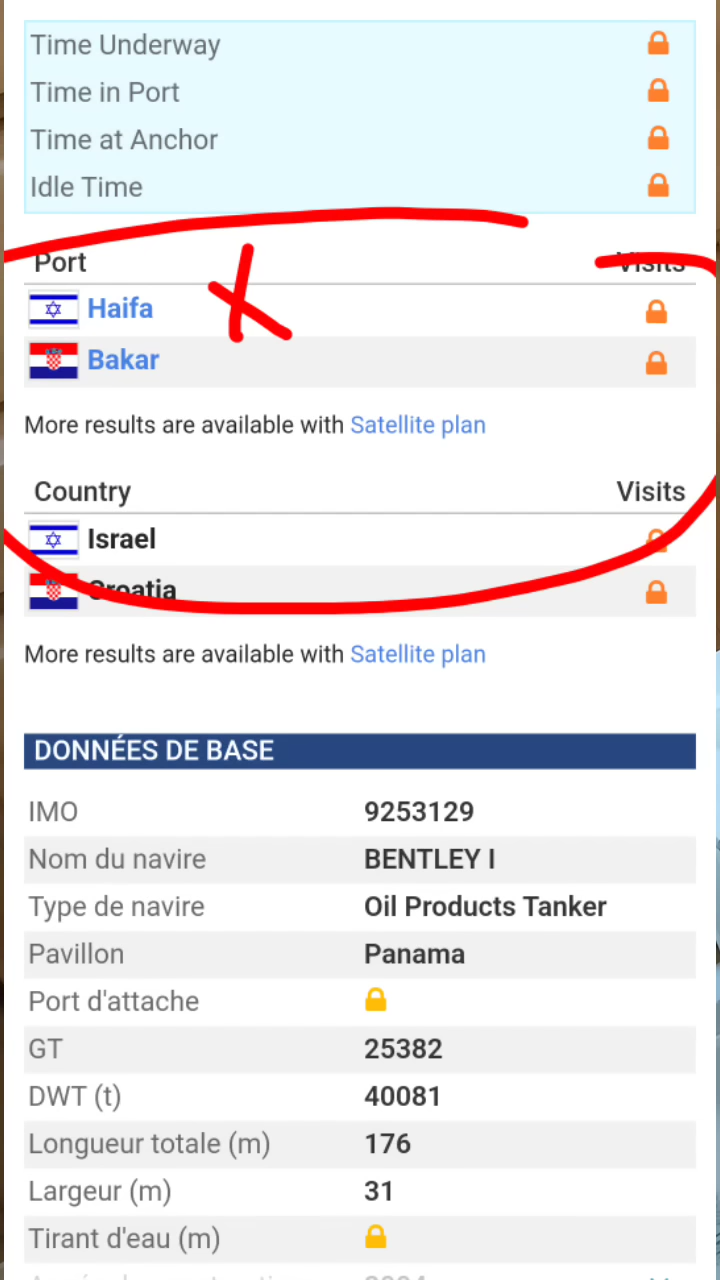 Time Underway
Time in Port
Time at Anchor
Idle Time
Port Visits
Haifa
Bakar
More results are available with Satellite plan
Country Visits
Israel
Croatia
More results are available with Satellite plan
DONNÉES DE BASE
IMO 9253129
Nom du navire BENTLEY I
Type de navire Oil Products Tanker
Pavillon Panama
Port d'attache
GT 25382
DWT (t) 40081
Longueur totale (m) 176
Largeur (m) 31
Tirant d'eau (m)